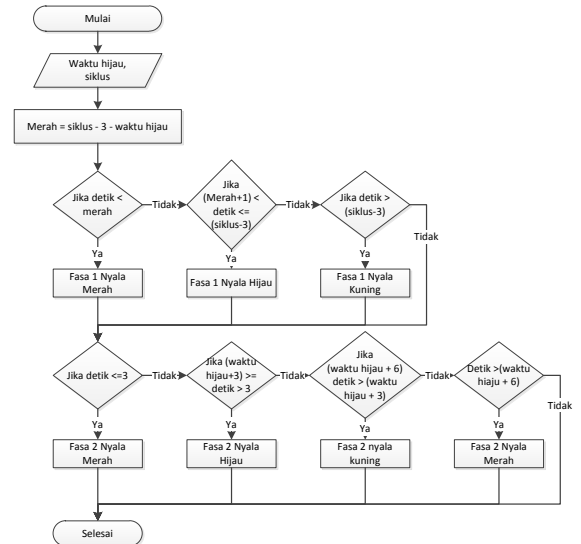 Mulai
Waktu hijau,
siklus
Merah = siklus - 3 - waktu hijau
Jika detik <
merah
Tidak
Jika
(Merah+1) <
detik <=
(siklus-3)
Tidak
Jika detik >
(siklus-3)
Tidak
Ya
Ya
Ya
Fasa 1 Nyala
Merah
Fasa 1 Nyala Hijau
Fasa 1 Nyala
Kuning
Jika detik <=3
Tidak
Jika (waktu
hijau+3) >=
detik > 3
Tidak
Jika
(waktu hijau + 6)
detik > (waktu
hijau + 3)
Tidak
Detik >(waktu
hiaju + 6)
Tidak
Ya
Ya
Ya
Ya
Fasa 2 Nyala
Merah
Fasa 2 Nyala
Hijau
Fasa 2 nyala
kuning
Fasa 2 Nyala
Merah
Selesai